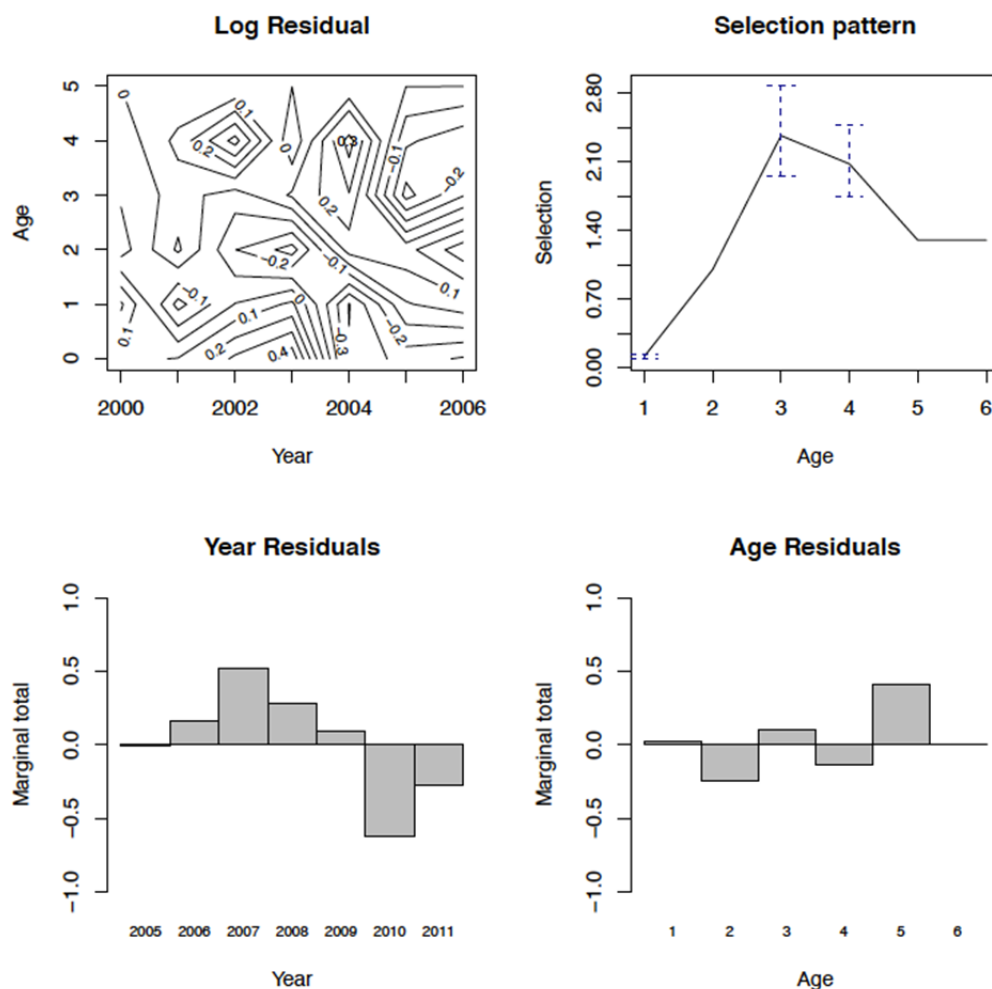 Log Residual
Age
0 1 2 3 4 5
0 0.1 0.2 0 0.3 −0.1 −0.2 0.2
−0.2 −0.1 0.1
−0.1 0 0.1 0.1 0.2 0.4 −0.3 −0.2
2000 2002 2004 2006
Year
Selection pattern
Selection
0.00 0.70 1.40 2.10 2.80
1 2 3 4 5 6
Age
Year Residuals
Marginal total
−1.0 −0.5 0.0 0.5 1.0
2005 2006 2007 2008 2009 2010 2011
Year
Age Residuals
Marginal total
−1.0 −0.5 0.0 0.5 1.0
1 2 3 4 5 6
Age